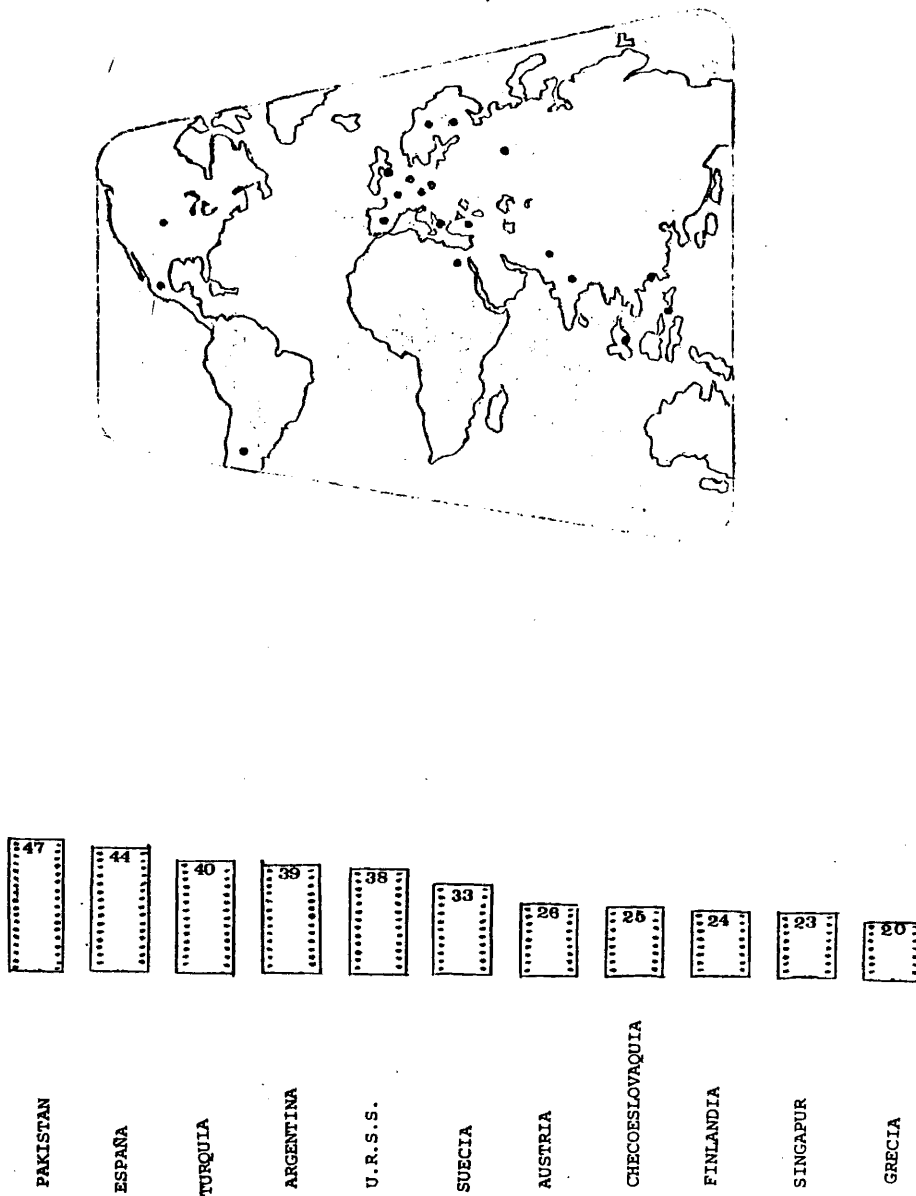 47
44
40
39
38
33
26
25
24
23
20
PAKISTAN
ESPAÑA
TURQUIA
ARGENTINA
U.R.S.S.
SUECIA
AUSTRIA
CHECOESLOVAQUIA
FINLANDIA
SINGAPUR
GRECIA